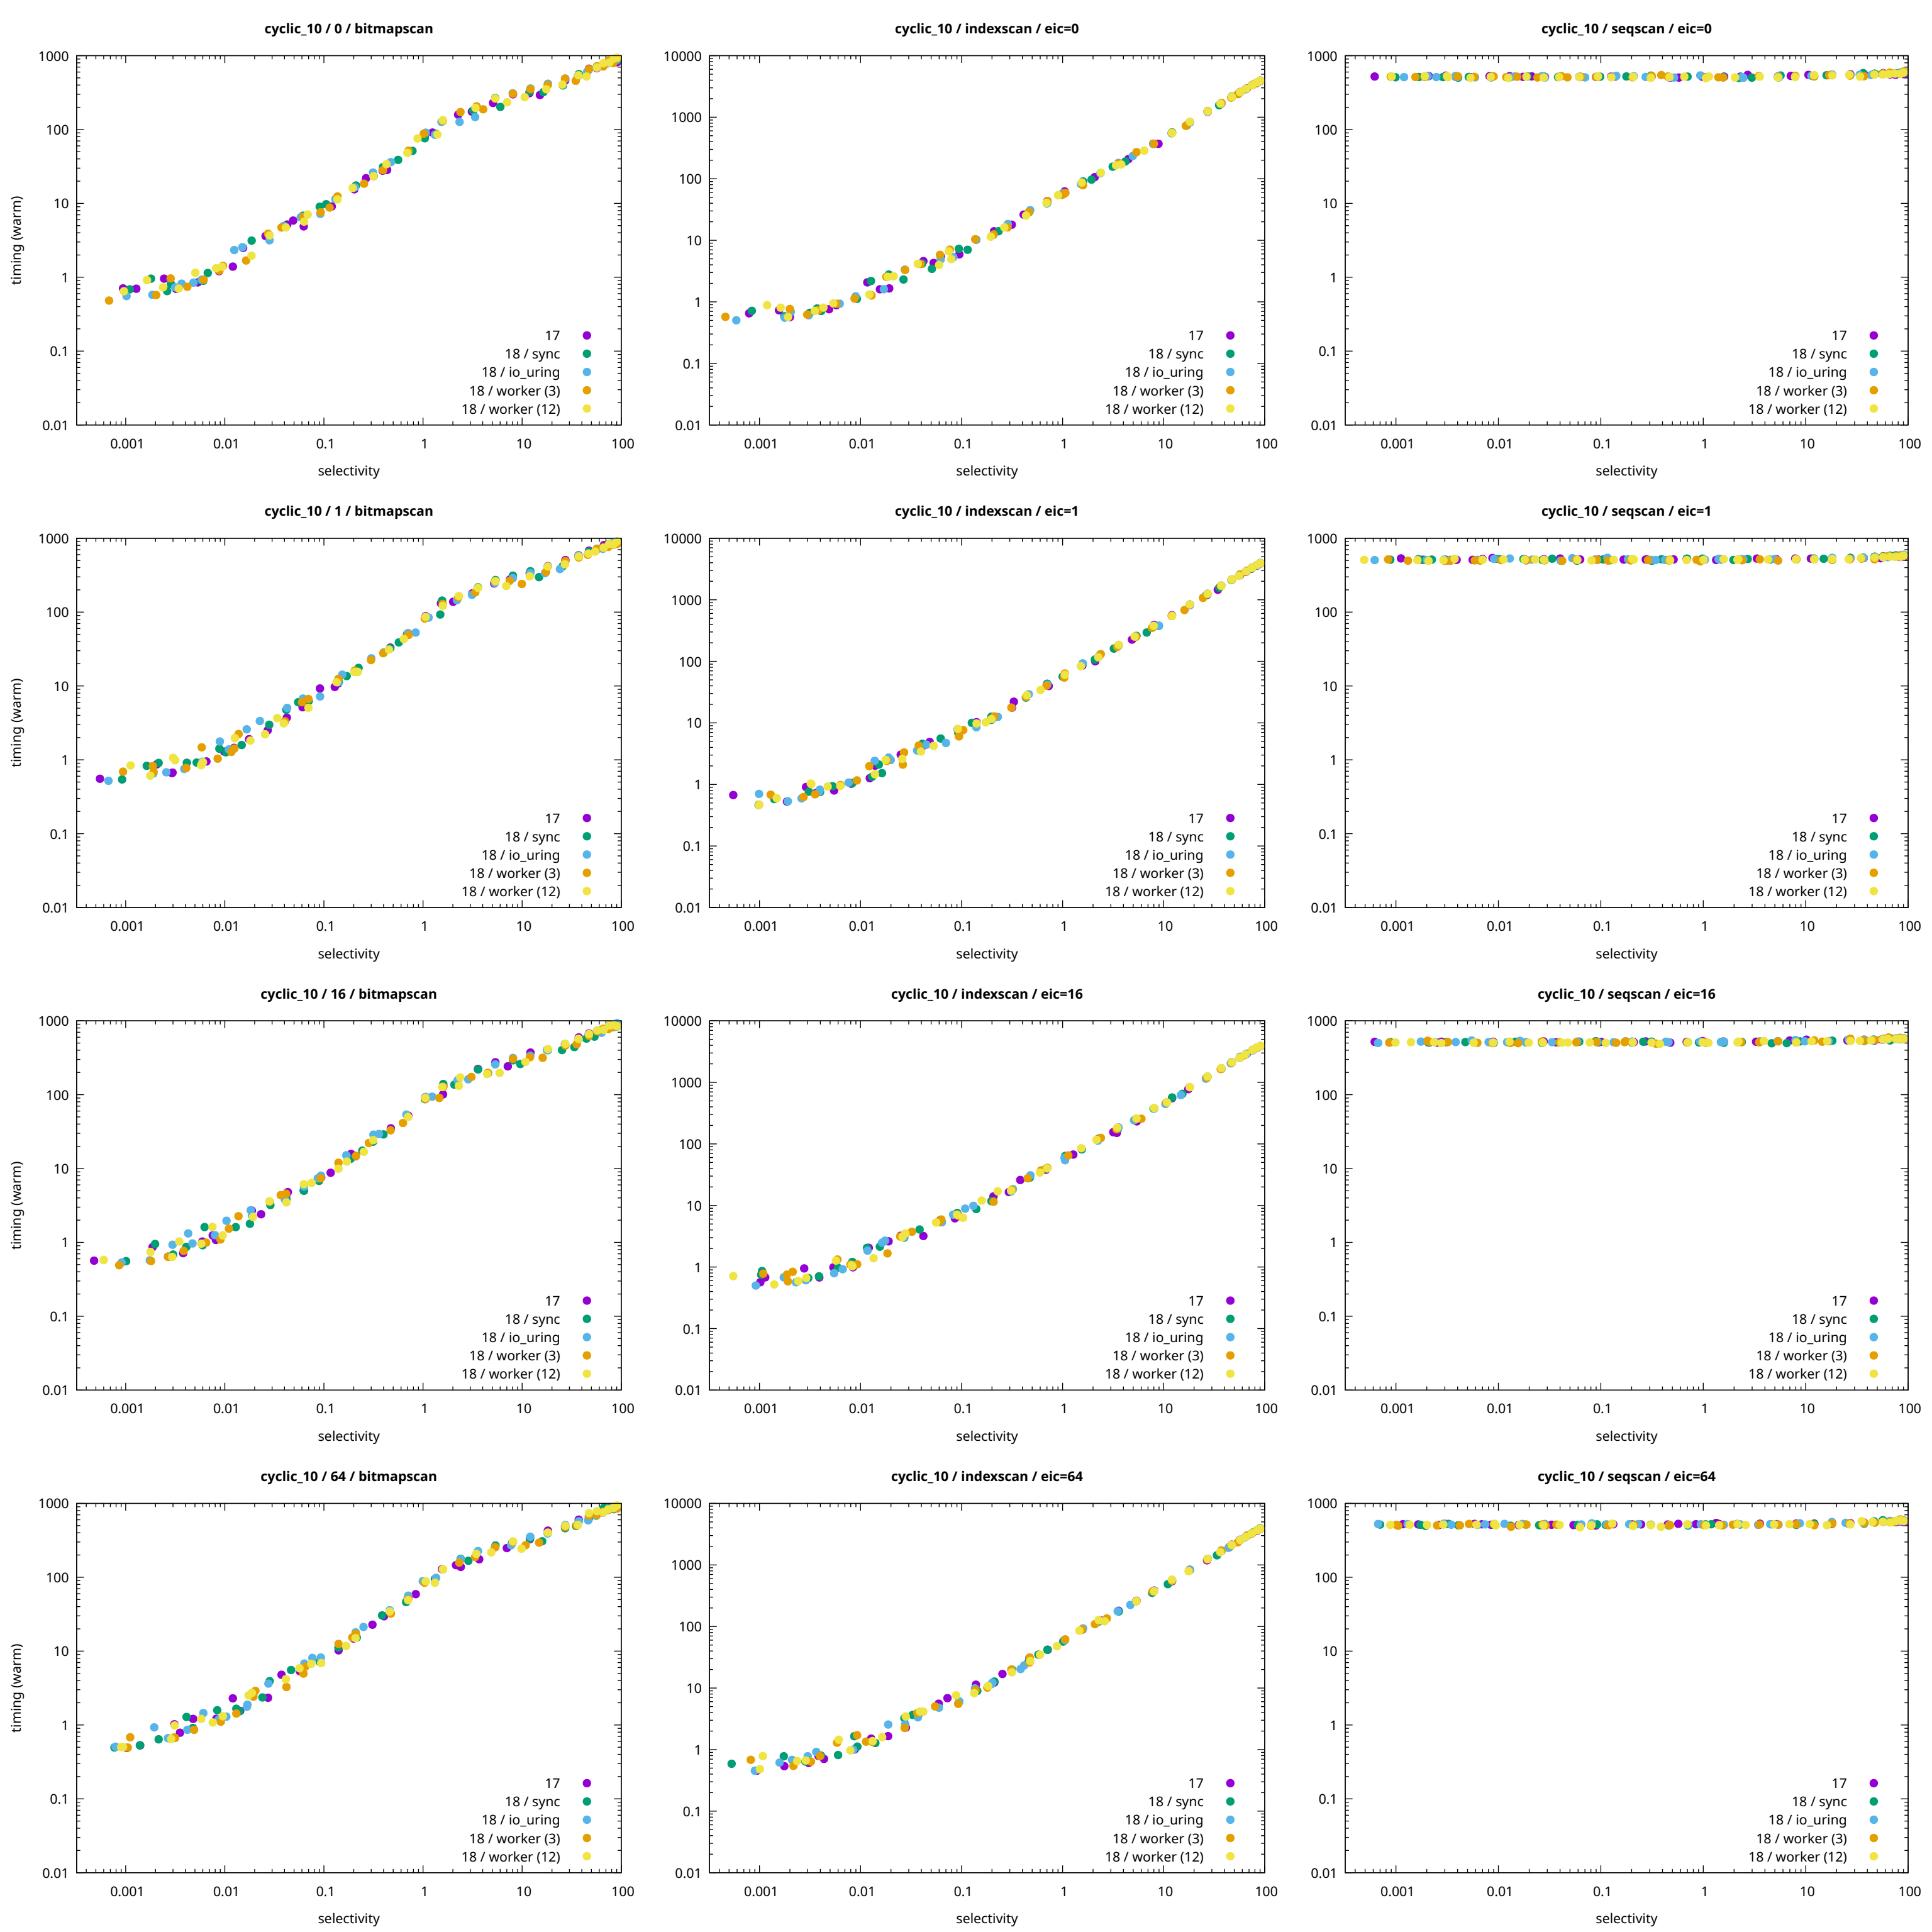 cyclic_10 / 0 / bitmapscan
timing (warm)
1000
100
10
1
0.1
0.01
17
18 / sync
18 / io_uring
18 / worker (3)
18 / worker (12)
0.001 0.01 0.1 1 10 100
selectivity
cyclic_10 / indexscan / eic=0
10000
1000
100
10
1
0.1
0.01
17
18 / sync
18 / io_uring
18 / worker (3)
18 / worker (12)
0.001 0.01 0.1 1 10 100
selectivity
cyclic_10 / seqscan / eic=0
1000
100
10
1
0.1
0.01
17
18 / sync
18 / io_uring
18 / worker (3)
18 / worker (12)
0.001 0.01 0.1 1 10 100
selectivity
cyclic_10 / 1 / bitmapscan
timing (warm)
1000
100
10
1
0.1
0.01
17
18 / sync
18 / io_uring
18 / worker (3)
18 / worker (12)
0.001 0.01 0.1 1 10 100
selectivity
cyclic_10 / indexscan / eic=1
10000
1000
100
10
1
0.1
0.01
17
18 / sync
18 / io_uring
18 / worker (3)
18 / worker (12)
0.001 0.01 0.1 1 10 100
selectivity
cyclic_10 / seqscan / eic=1
1000
100
10
1
0.1
0.01
17
18 / sync
18 / io_uring
18 / worker (3)
18 / worker (12)
0.001 0.01 0.1 1 10 100
selectivity
cyclic_10 / 16 / bitmapscan
timing (warm)
1000
100
10
1
0.1
0.01
17
18 / sync
18 / io_uring
18 / worker (3)
18 / worker (12)
0.001 0.01 0.1 1 10 100
selectivity
cyclic_10 / indexscan / eic=16
10000
1000
100
10
1
0.1
0.01
17
18 / sync
18 / io_uring
18 / worker (3)
18 / worker (12)
0.001 0.01 0.1 1 10 100
selectivity
cyclic_10 / seqscan / eic=16
1000
100
10
1
0.1
0.01
17
18 / sync
18 / io_uring
18 / worker (3)
18 / worker (12)
0.001 0.01 0.1 1 10 100
selectivity
cyclic_10 / 64 / bitmapscan
timing (warm)
1000
100
10
1
0.1
0.01
17
18 / sync
18 / io_uring
18 / worker (3)
18 / worker (12)
0.001 0.01 0.1 1 10 100
selectivity
cyclic_10 / indexscan / eic=64
10000
1000
100
10
1
0.1
0.01
17
18 / sync
18 / io_uring
18 / worker (3)
18 / worker (12)
0.001 0.01 0.1 1 10 100
selectivity
cyclic_10 / seqscan / eic=64
1000
100
10
1
0.1
0.01
17
18 / sync
18 / io_uring
18 / worker (3)
18 / worker (12)
0.001 0.01 0.1 1 10 100
selectivity